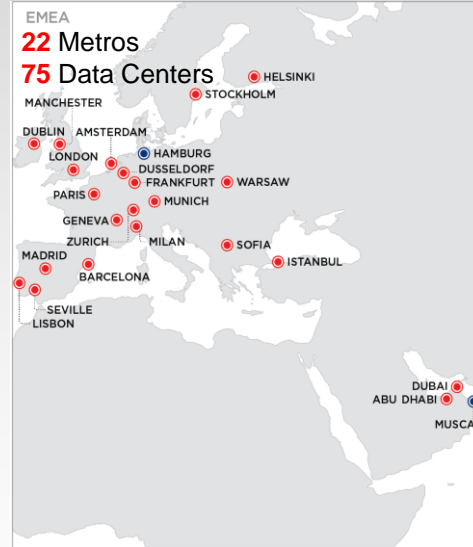 EMEA
22 Metros
75 Data Centers
HELSINKI
STOCKHOLM
MANCHESTER
DUBLIN
AMSTERDAM
LONDON
HAMBURG
DUSSELDORF
FRANKFURT
WARSAW
PARIS
MUNICH
GENEVA
ZURICH
MILAN
SOFIA
MADRID
ISTANBUL
BARCELONA
SEVILLE
LISBON
DUBAI
ABU DHABI
MUSCA